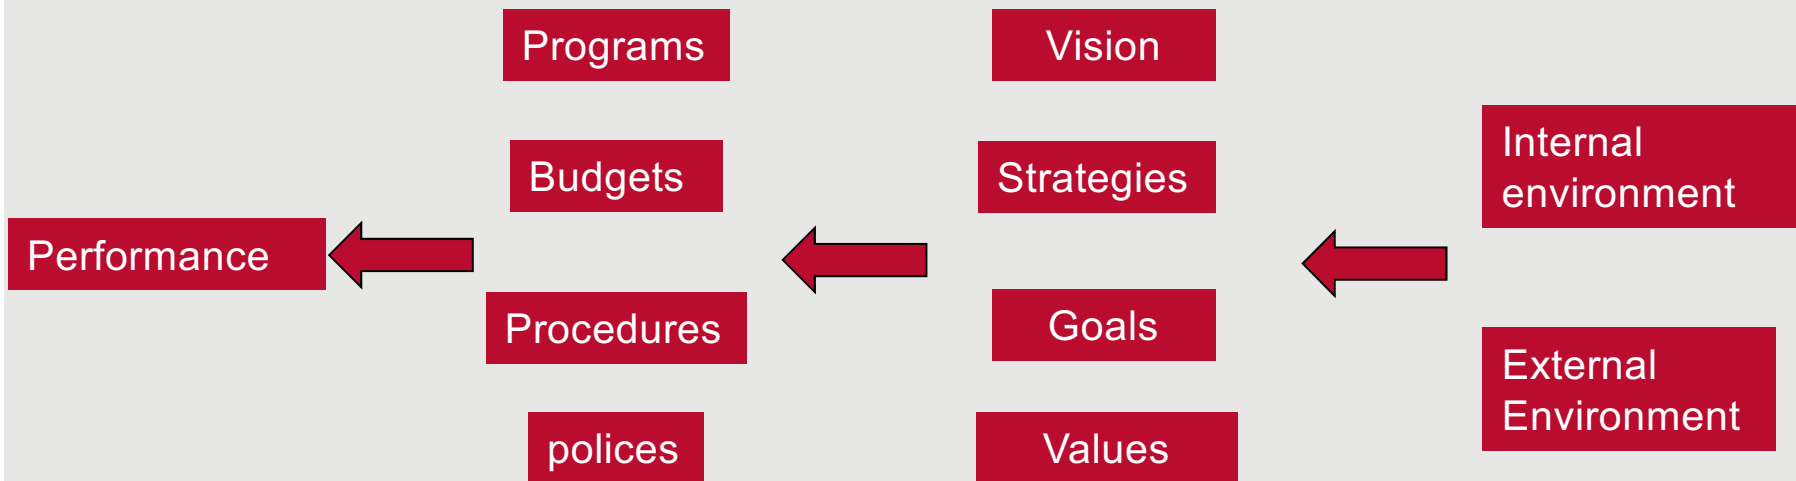 Programs
Vision
Internal
environment
Budgets
Strategies
Performance
Procedures
Goals
External
Environment
polices
Values